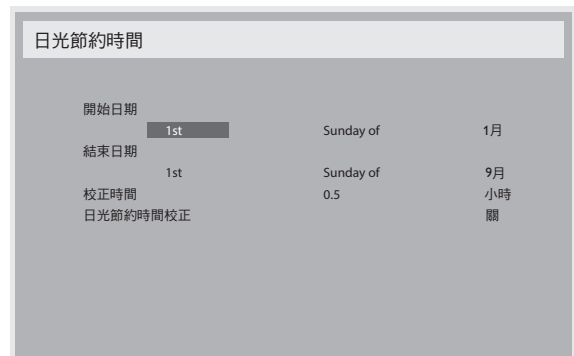 日光節約時間
開始日期
1st Sunday of 1月
結束日期
1st Sunday of 9月
校正時間 0.5 小時
日光節約時間校正 關